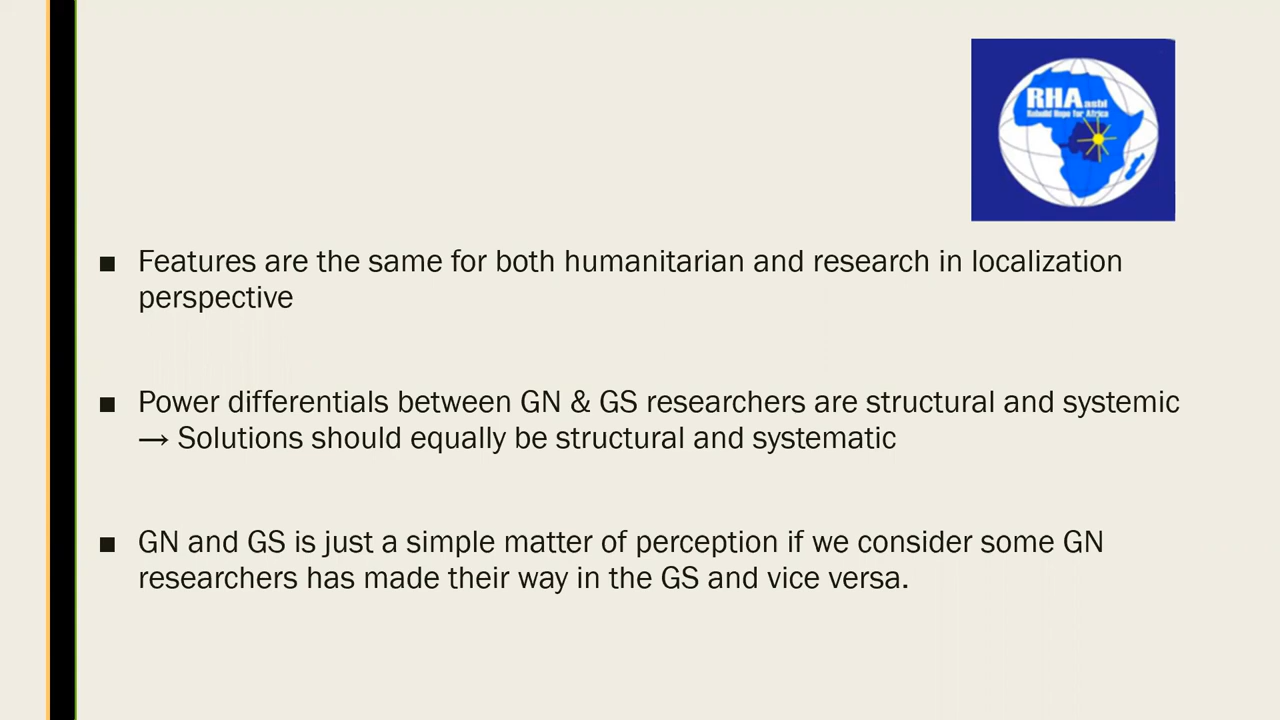 RHA asbl
Rebuild Hope for Africa
■ Features are the same for both humanitarian and research in localization
perspective
■ Power differentials between GN & GS researchers are structural and systemic
→ Solutions should equally be structural and systematic
■ GN and GS is just a simple matter of perception if we consider some GN
researchers has made their way in the GS and vice versa.